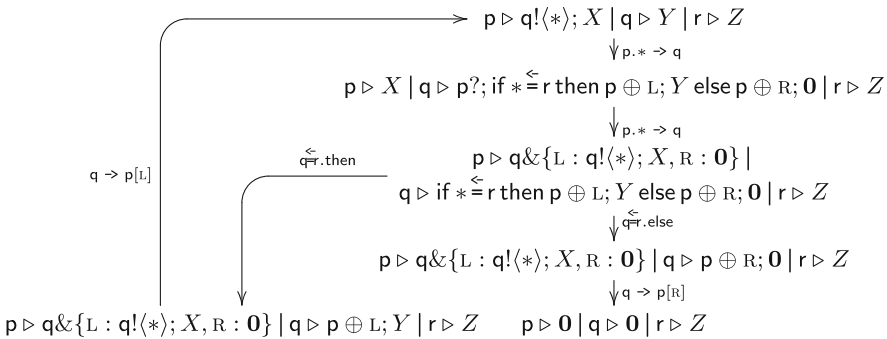 p ▷ q!⟨∗⟩; X | q ▷ Y | r ▷ Z
p.∗ -> q
p ▷ X | q ▷ p?; if ∗ =← r then p ⊕ L; Y else p ⊕ R; 0 | r ▷ Z
p.∗ -> q
p ▷ q&{L : q!⟨∗⟩; X, R : 0} |
q ▷ if ∗ =← r then p ⊕ L; Y else p ⊕ R; 0 | r ▷ Z
q=←r.then
q -> p[L]
q=←r.else
p ▷ q&{L : q!⟨∗⟩; X, R : 0} | q ▷ p ⊕ R; 0 | r ▷ Z
q -> p[R]
p ▷ q&{L : q!⟨∗⟩; X, R : 0} | q ▷ p ⊕ L; Y | r ▷ Z
p ▷ 0 | q ▷ 0 | r ▷ Z